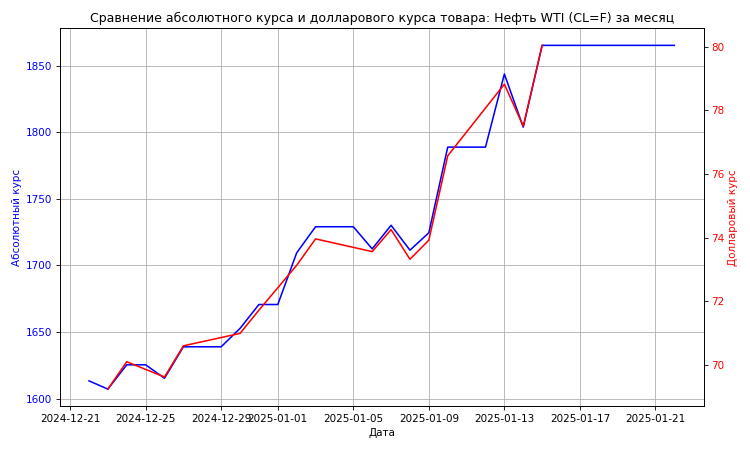 Сравнение абсолютного курса и долларового курса товара: Нефть WTI (CL=F) за месяц
Абсолютный курс
1850
1800
1750
1700
1650
1600
80
78
76
74
72
70
Долларовый курс
2024-12-21 2024-12-25 2024-12-29 2025-01-01 2025-01-05 2025-01-09 2025-01-13 2025-01-17 2025-01-21
Дата